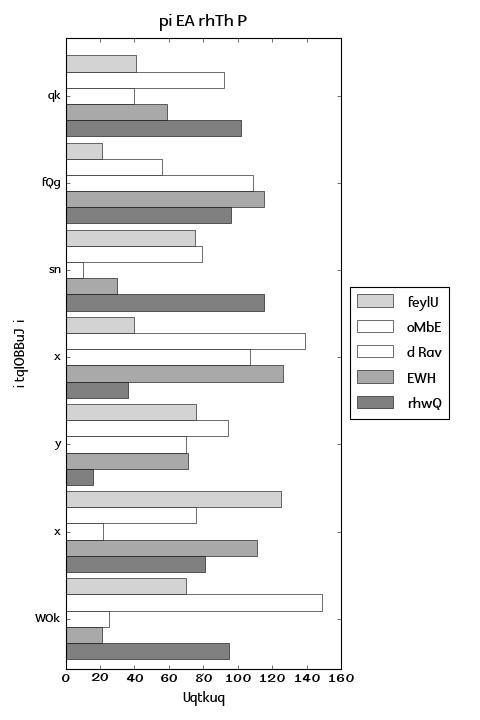 pi EA rhTh P
qk
fQg
sn
x
y
x
WOk
0 20 40 60 80 100 120 140 160
Uqtkuq
i tqlOBBuJ i
feylU
oMbE
d Rav
EWH
rhwQ